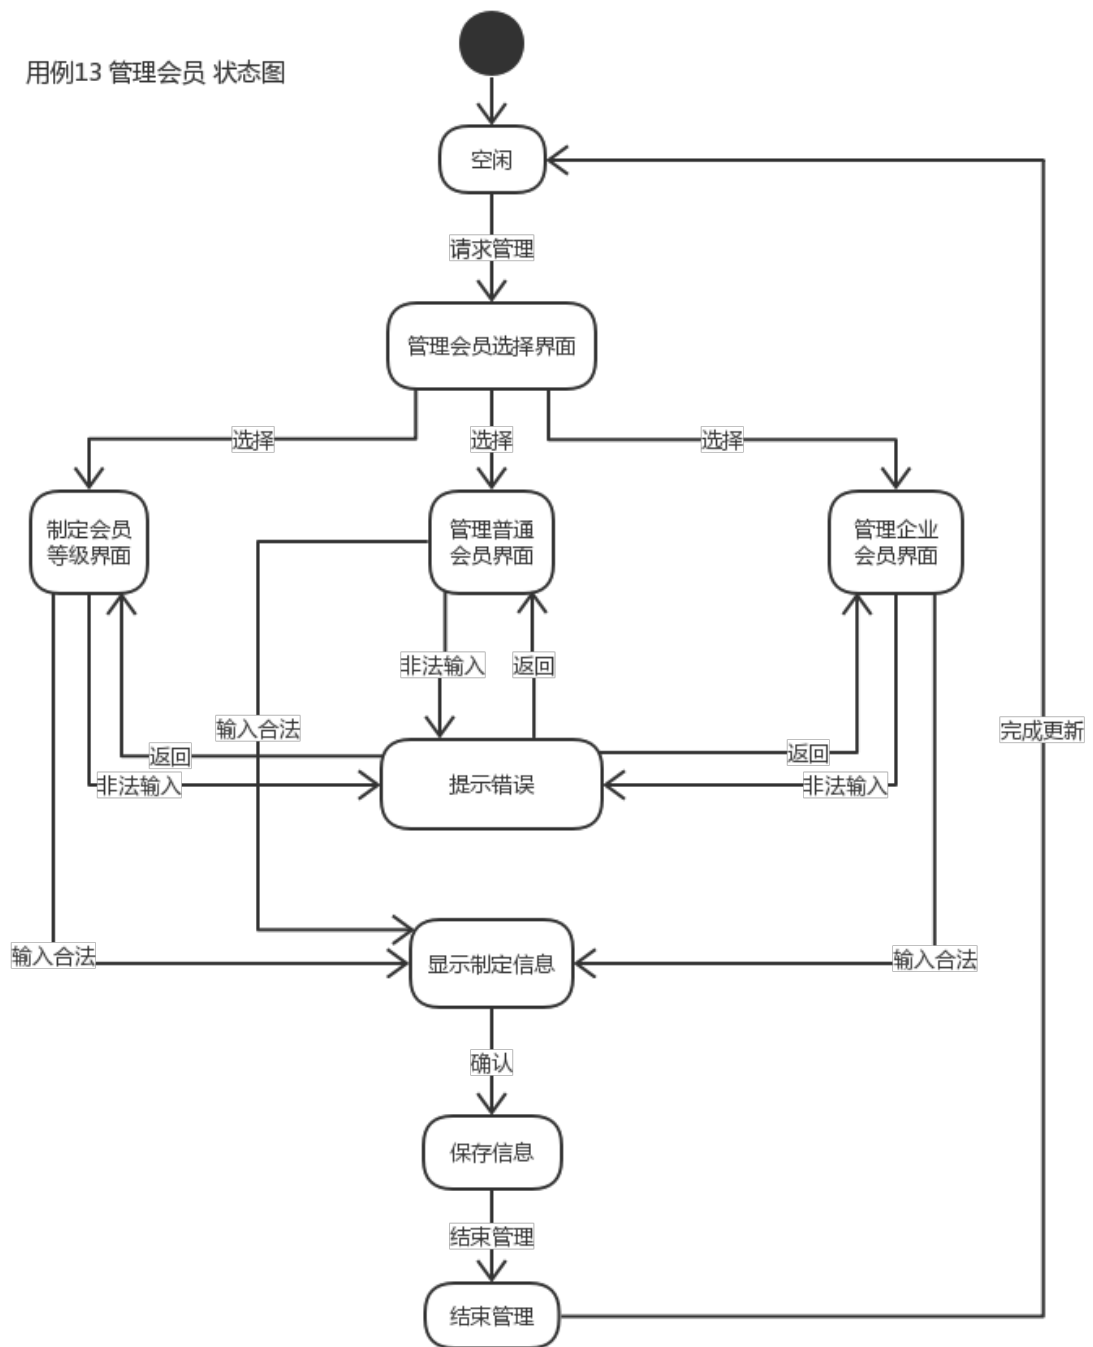 用例13 管理会员 状态图
空闲
请求管理
管理会员选择界面
选择
选择
选择
制定会员
等级界面
管理普通
会员界面
管理企业
会员界面
非法输入
返回
输入合法
完成更新
返回
返回
非法输入
提示错误
非法输入
输入合法
显示制定信息
输入合法
确认
保存信息
结束管理
结束管理